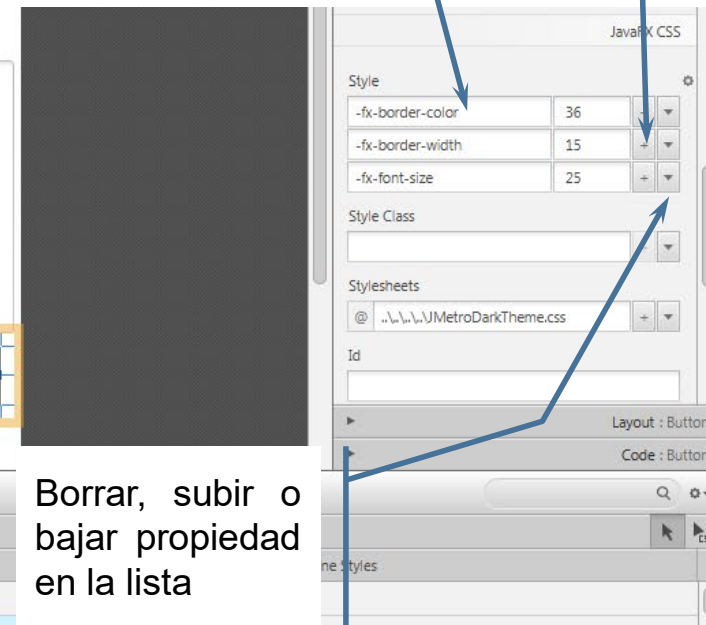 JavaFX CSS
Style
-fx-border-color 36 + 
-fx-border-width 15 +
-fx-font-size 25 +
Style Class
+
Stylesheets
@ ..\..\..\..\JMetroDarkTheme.css +
Id
Layout : Button
Code : Button
Borrar, subir o
bajar propiedad
en la lista
Styles